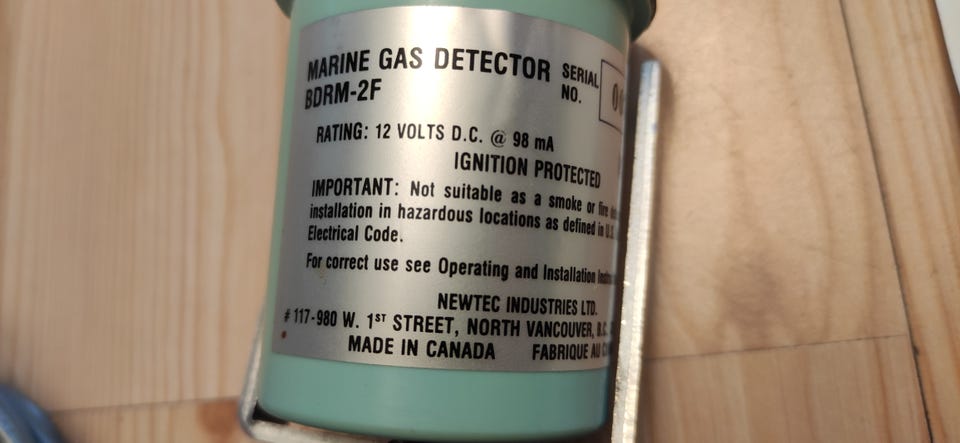 MARINE GAS DETECTOR SERIAL
BDRM-2F NO.
RATING: 12 VOLTS D.C. @ 98 mA
IGNITION PROTECTED
IMPORTANT: Not suitable as a smoke or fire
installation in hazardous locations as defined in U.S.
Electrical Code.
For correct use see Operating and Installation
NEWTEC INDUSTRIES LTD.
# 117-980 W. 1ST STREET, NORTH VANCOUVER, B.C.
MADE IN CANADA FABRIQUE AU